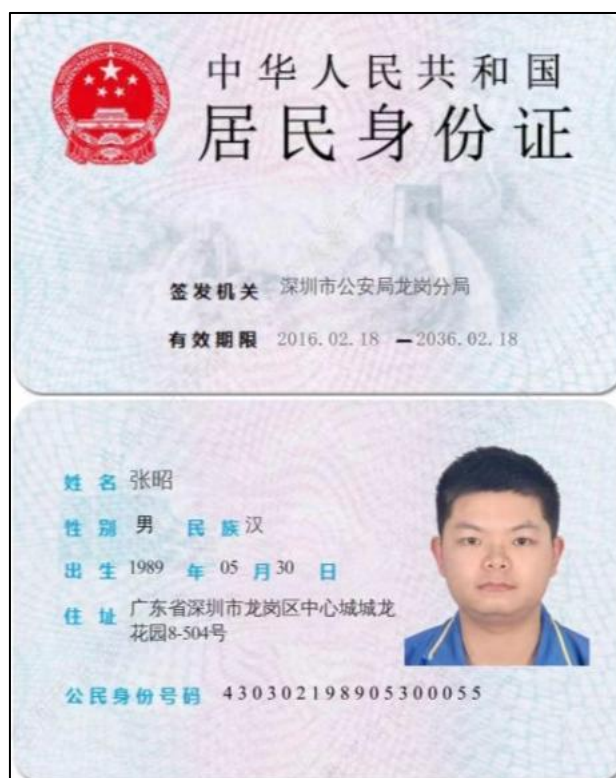 中华人民共和国
居民身份证
签发机关 深圳市公安局龙岗分局
有效期限 2016.02.18 —2036.02.18
姓名 张昭
性别 男 民族 汉
出生 1989 年 05 月 30 日
住址 广东省深圳市龙岗区中心城城龙
花园8-504号
公民身份号码 430302198905300055